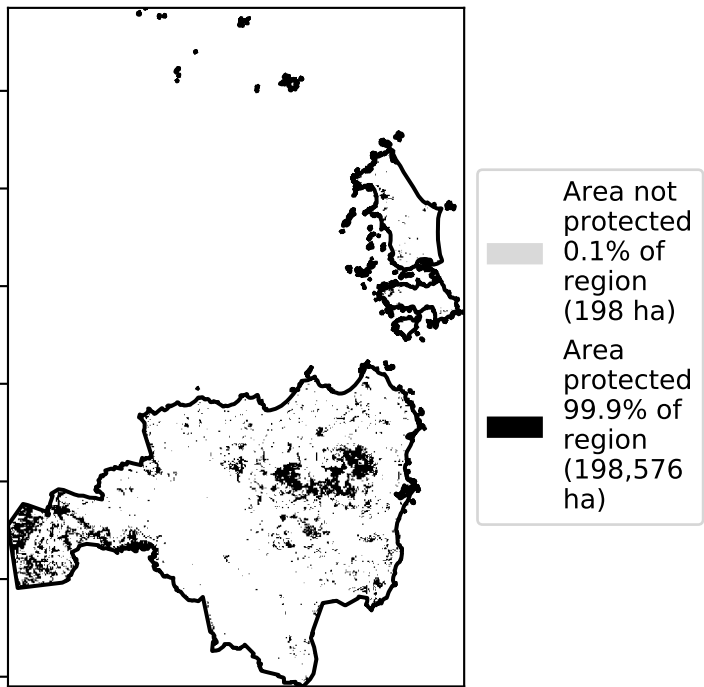 Area not
protected
0.1% of
region
(198 ha)
Area
protected
99.9% of
region
(198,576
ha)